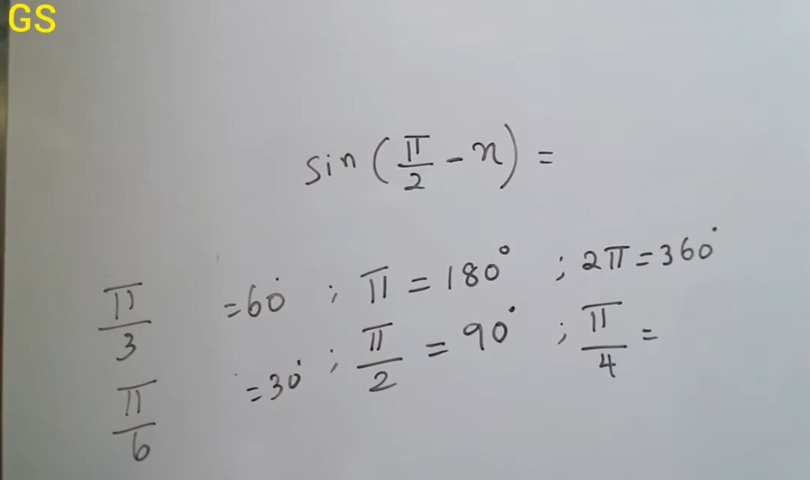 GS
sin(π/2 - x) =
π/3 = 60° ; π = 180° ; 2π = 360°
π/6 = 30° ; π/2 = 90° ; π/4 =